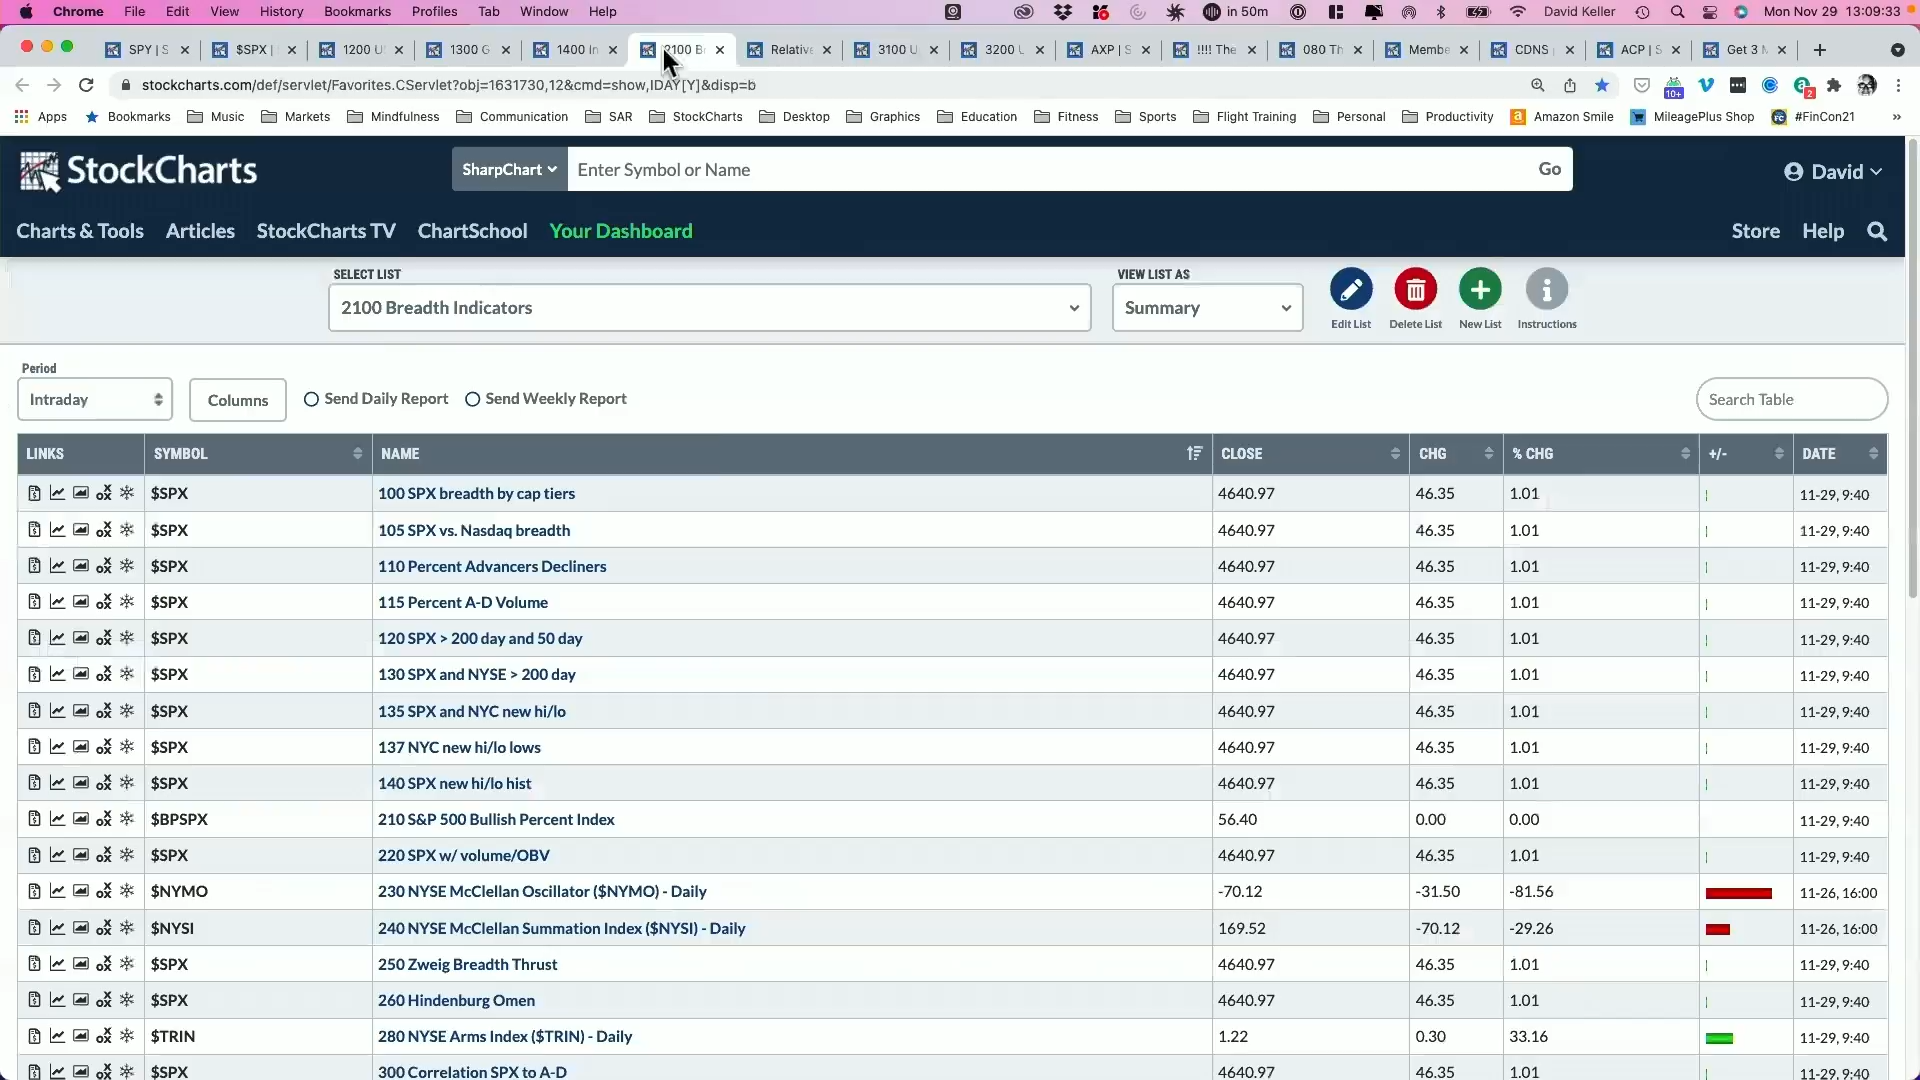 Chrome File Edit View History Bookmarks Profiles Tab Window Help in 50m David Keller Mon Nov 29 13:09:33
SPY | S $SPX | 1200 U 1300 G 1400 In 2100 Br Relative 3100 U 3200 U AXP | S !!!! The 080 Th Membe CDNS ACP | S Get 3 M
stockcharts.com/def/servlet/Favorites.CServlet?obj=1631730,12&cmd=show,IDAY[Y]&disp=b 10+ 2
Apps Bookmarks Music Markets Mindfulness Communication SAR StockCharts Desktop Graphics Education Fitness Sports Flight Training Personal Productivity Amazon Smile MileagePlus Shop #FinCon21 »
StockCharts SharpChart Enter Symbol or Name Go David
Charts & Tools Articles StockCharts TV ChartSchool Your Dashboard Store Help
SELECT LIST VIEW LIST AS
2100 Breadth Indicators Summary
Edit List Delete List New List Instructions
Period
Intraday Columns Send Daily Report Send Weekly Report Search Table
LINKS SYMBOL NAME CLOSE CHG % CHG +/- DATE
$SPX 100 SPX breadth by cap tiers 4640.97 46.35 1.01 11-29, 9:40
$SPX 105 SPX vs. Nasdaq breadth 4640.97 46.35 1.01 11-29, 9:40
$SPX 110 Percent Advancers Decliners 4640.97 46.35 1.01 11-29, 9:40
$SPX 115 Percent A-D Volume 4640.97 46.35 1.01 11-29, 9:40
$SPX 120 SPX > 200 day and 50 day 4640.97 46.35 1.01 11-29, 9:40
$SPX 130 SPX and NYSE > 200 day 4640.97 46.35 1.01 11-29, 9:40
$SPX 135 SPX and NYC new hi/lo 4640.97 46.35 1.01 11-29, 9:40
$SPX 137 NYC new hi/lo lows 4640.97 46.35 1.01 11-29, 9:40
$SPX 140 SPX new hi/lo hist 4640.97 46.35 1.01 11-29, 9:40
$BPSPX 210 S&P 500 Bullish Percent Index 56.40 0.00 0.00 11-29, 9:40
$SPX 220 SPX w/ volume/OBV 4640.97 46.35 1.01 11-29, 9:40
$NYMO 230 NYSE McClellan Oscillator ($NYMO) - Daily -70.12 -31.50 -81.56 11-26, 16:00
$NYSI 240 NYSE McClellan Summation Index ($NYSI) - Daily 169.52 -70.12 -29.26 11-26, 16:00
$SPX 250 Zweig Breadth Thrust 4640.97 46.35 1.01 11-29, 9:40
$SPX 260 Hindenburg Omen 4640.97 46.35 1.01 11-29, 9:40
$TRIN 280 NYSE Arms Index ($TRIN) - Daily 1.22 0.30 33.16 11-29, 9:40
$SPX 300 Correlation SPX to A-D 4640.97 46.35 1.01 11-29, 9:40